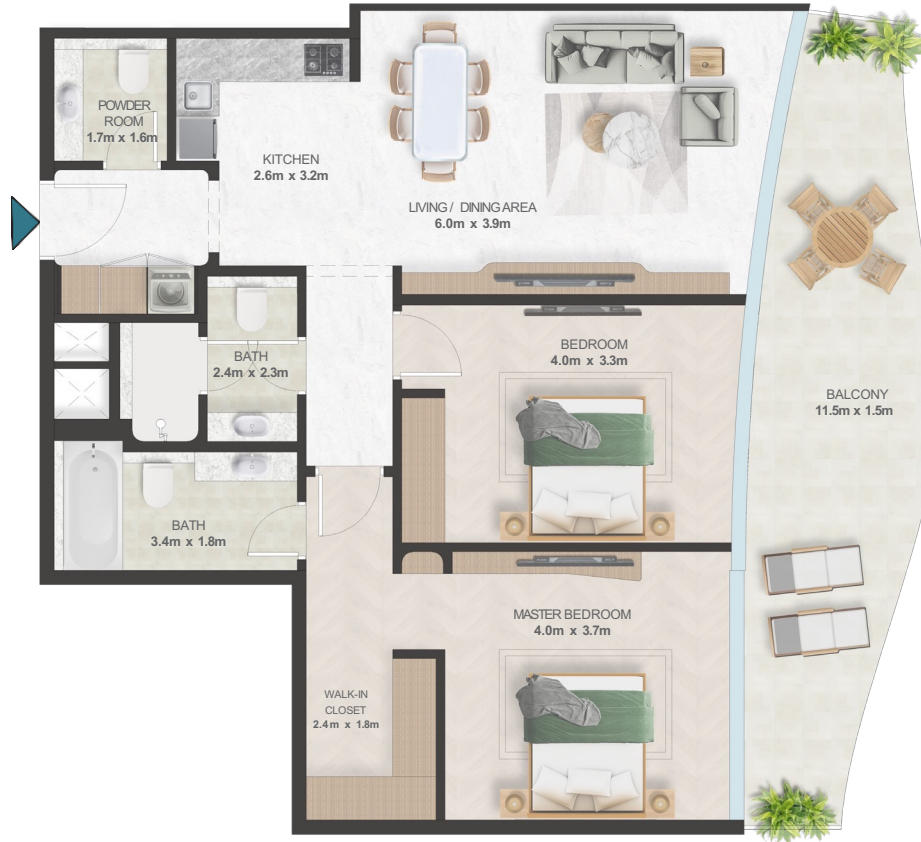 POWDER
ROOM
1.7m x 1.6m
KITCHEN
2.6m x 3.2m
LIVING / DINING AREA
6.0m x 3.9m
BEDROOM
4.0m x 3.3m
BATH
2.4m x 2.3m
BALCONY
11.5m x 1.5m
BATH
3.4m x 1.8m
MASTER BEDROOM
4.0m x 3.7m
WALK-IN
CLOSET
2.4m x 1.8m